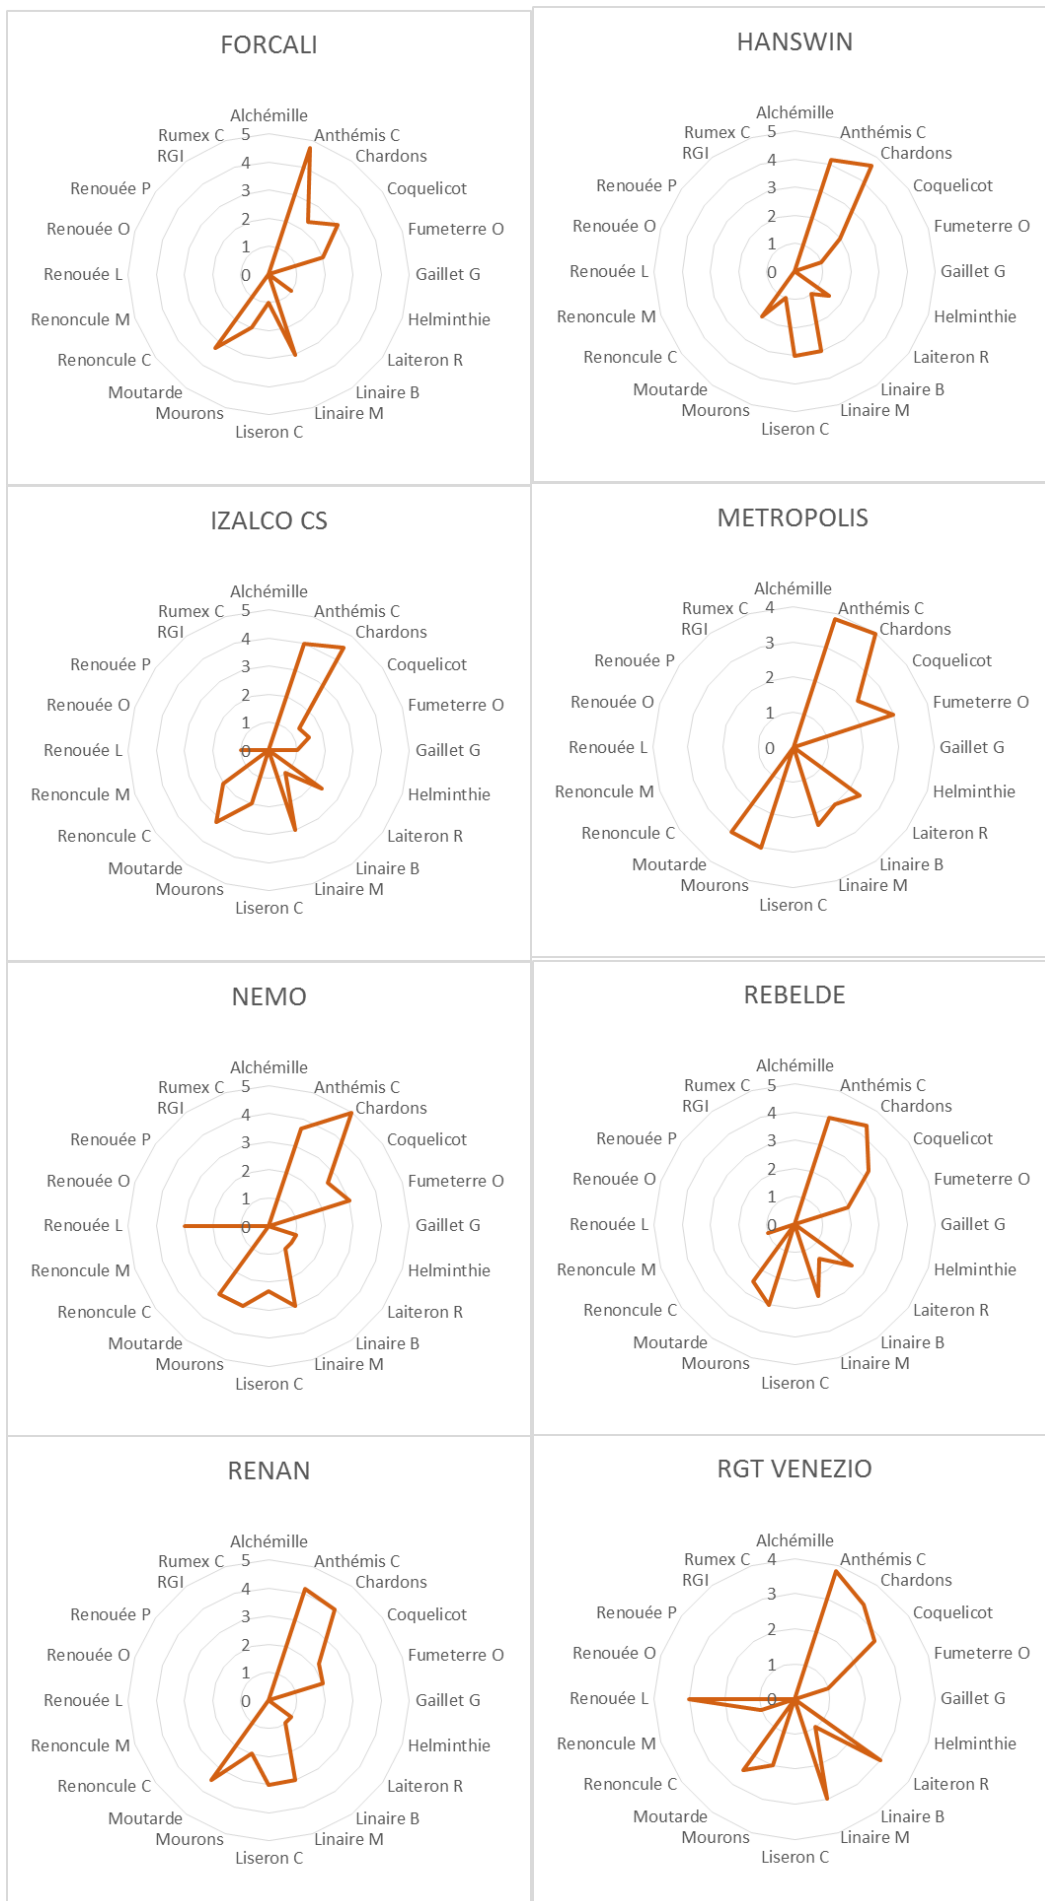 FORCALI
Alchémille
Anthémis C
Chardons
Coquelicot
Fumeterre O
Gaillet G
Helminthie
Laiteron R
Linaire B
Linaire M
Liseron C
Mourons
Moutarde
Renoncule C
Renoncule M
Renouée L
Renouée O
Renouée P
RGI
Rumex C
5
4
3
2
1
0
HANSWIN
Alchémille
Anthémis C
Chardons
Coquelicot
Fumeterre O
Gaillet G
Helminthie
Laiteron R
Linaire B
Linaire M
Liseron C
Mourons
Moutarde
Renoncule C
Renoncule M
Renouée L
Renouée O
Renouée P
RGI
Rumex C
5
4
3
2
1
0
IZALCO CS
Alchémille
Anthémis C
Chardons
Coquelicot
Fumeterre O
Gaillet G
Helminthie
Laiteron R
Linaire B
Linaire M
Liseron C
Mourons
Moutarde
Renoncule C
Renoncule M
Renouée L
Renouée O
Renouée P
RGI
Rumex C
5
4
3
2
1
0
METROPOLIS
Alchémille
Anthémis C
Chardons
Coquelicot
Fumeterre O
Gaillet G
Helminthie
Laiteron R
Linaire B
Linaire M
Liseron C
Mourons
Moutarde
Renoncule C
Renoncule M
Renouée L
Renouée O
Renouée P
RGI
Rumex C
4
3
2
1
0
NEMO
Alchémille
Anthémis C
Chardons
Coquelicot
Fumeterre O
Gaillet G
Helminthie
Laiteron R
Linaire B
Linaire M
Liseron C
Mourons
Moutarde
Renoncule C
Renoncule M
Renouée L
Renouée O
Renouée P
RGI
Rumex C
5
4
3
2
1
0
REBELDE
Alchémille
Anthémis C
Chardons
Coquelicot
Fumeterre O
Gaillet G
Helminthie
Laiteron R
Linaire B
Linaire M
Liseron C
Mourons
Moutarde
Renoncule C
Renoncule M
Renouée L
Renouée O
Renouée P
RGI
Rumex C
5
4
3
2
1
0
RENAN
Alchémille
Anthémis C
Chardons
Coquelicot
Fumeterre O
Gaillet G
Helminthie
Laiteron R
Linaire B
Linaire M
Liseron C
Mourons
Moutarde
Renoncule C
Renoncule M
Renouée L
Renouée O
Renouée P
RGI
Rumex C
5
4
3
2
1
0
RGT VENEZIO
Alchémille
Anthémis C
Chardons
Coquelicot
Fumeterre O
Gaillet G
Helminthie
Laiteron R
Linaire B
Linaire M
Liseron C
Mourons
Moutarde
Renoncule C
Renoncule M
Renouée L
Renouée O
Renouée P
RGI
Rumex C
4
3
2
1
0